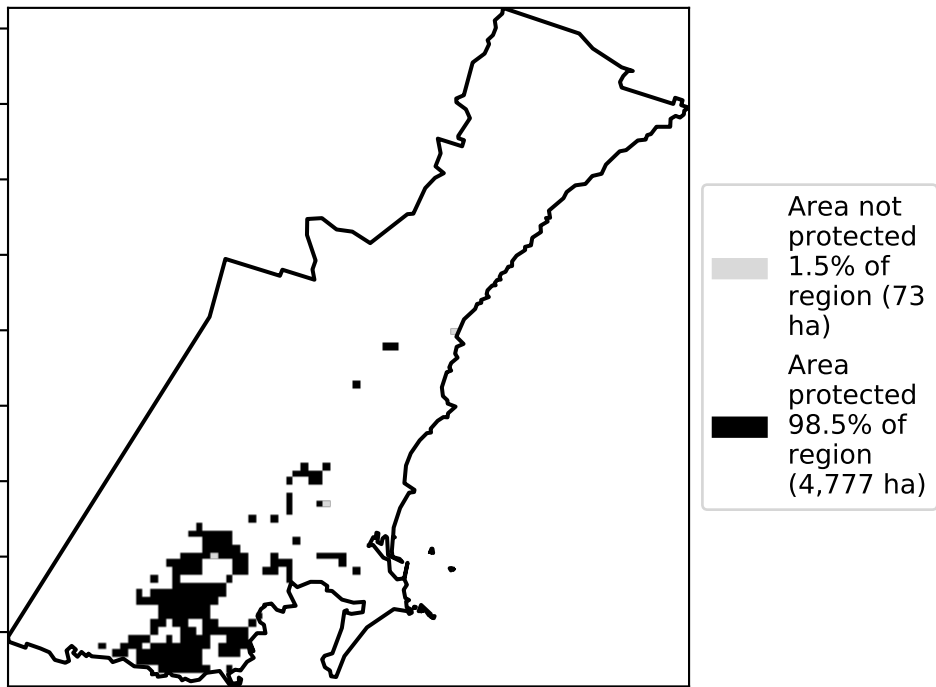 Area not
protected
1.5% of
region (73
ha)
Area
protected
98.5% of
region
(4,777 ha)